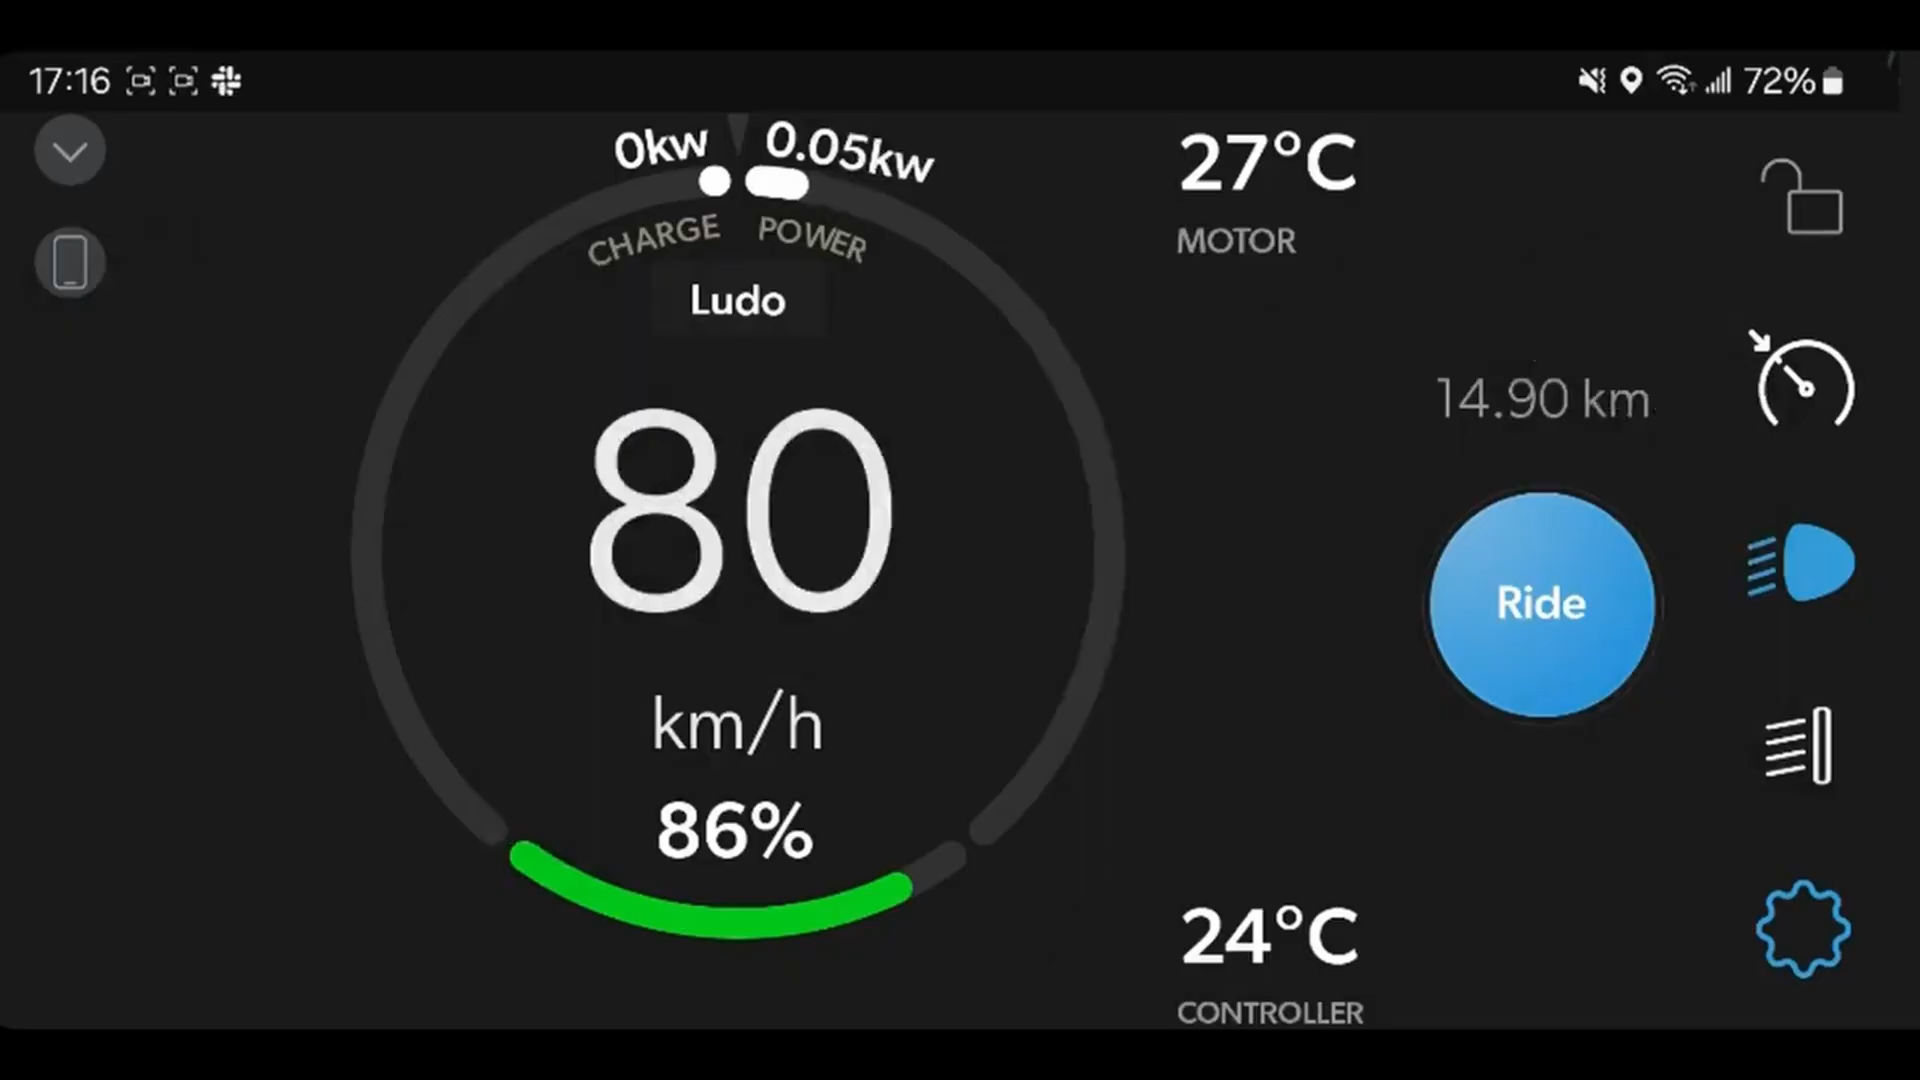 17:16
72%
0kw 0.05kw
CHARGE POWER
Ludo
80
km/h
86%
27°C
MOTOR
14.90 km
Ride
24°C
CONTROLLER